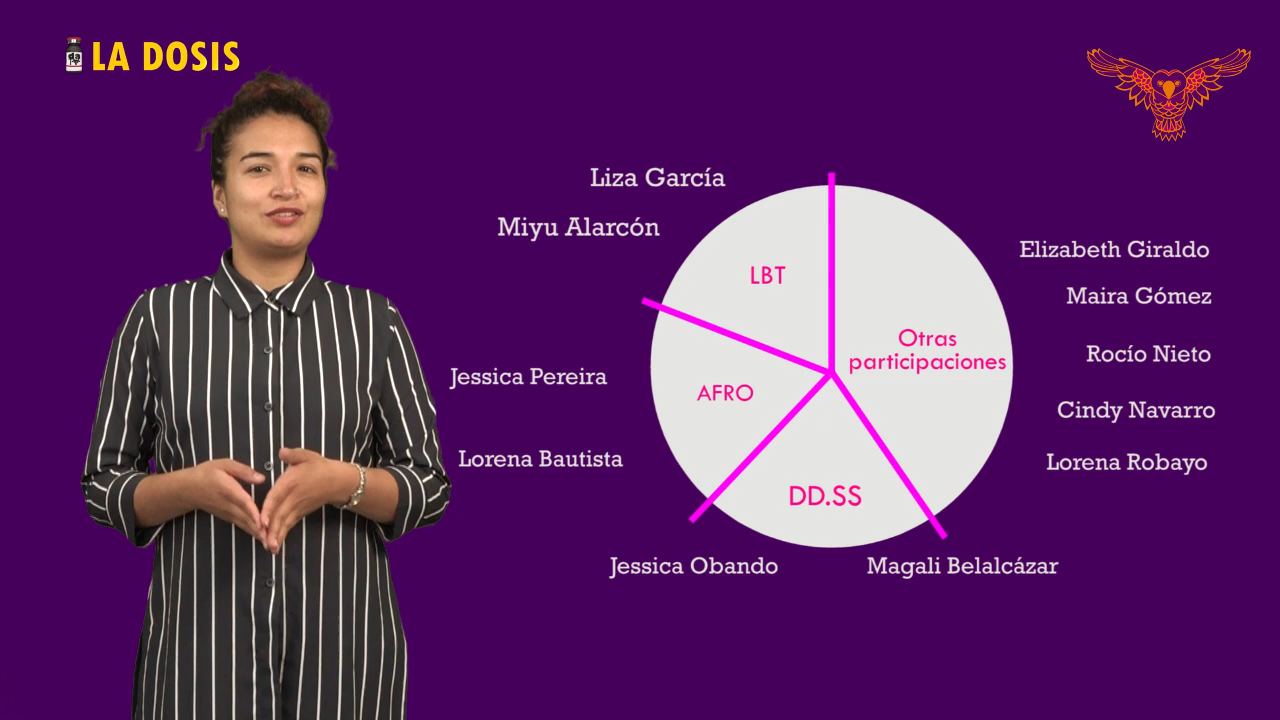 LA DOSIS
Liza García
Miyu Alarcón
Jessica Pereira
Lorena Bautista
LBT
AFRO
DD.SS
Otras
participaciones
Elizabeth Giraldo
Maira Gómez
Rocío Nieto
Cindy Navarro
Lorena Robayo
Jessica Obando
Magali Belalcázar